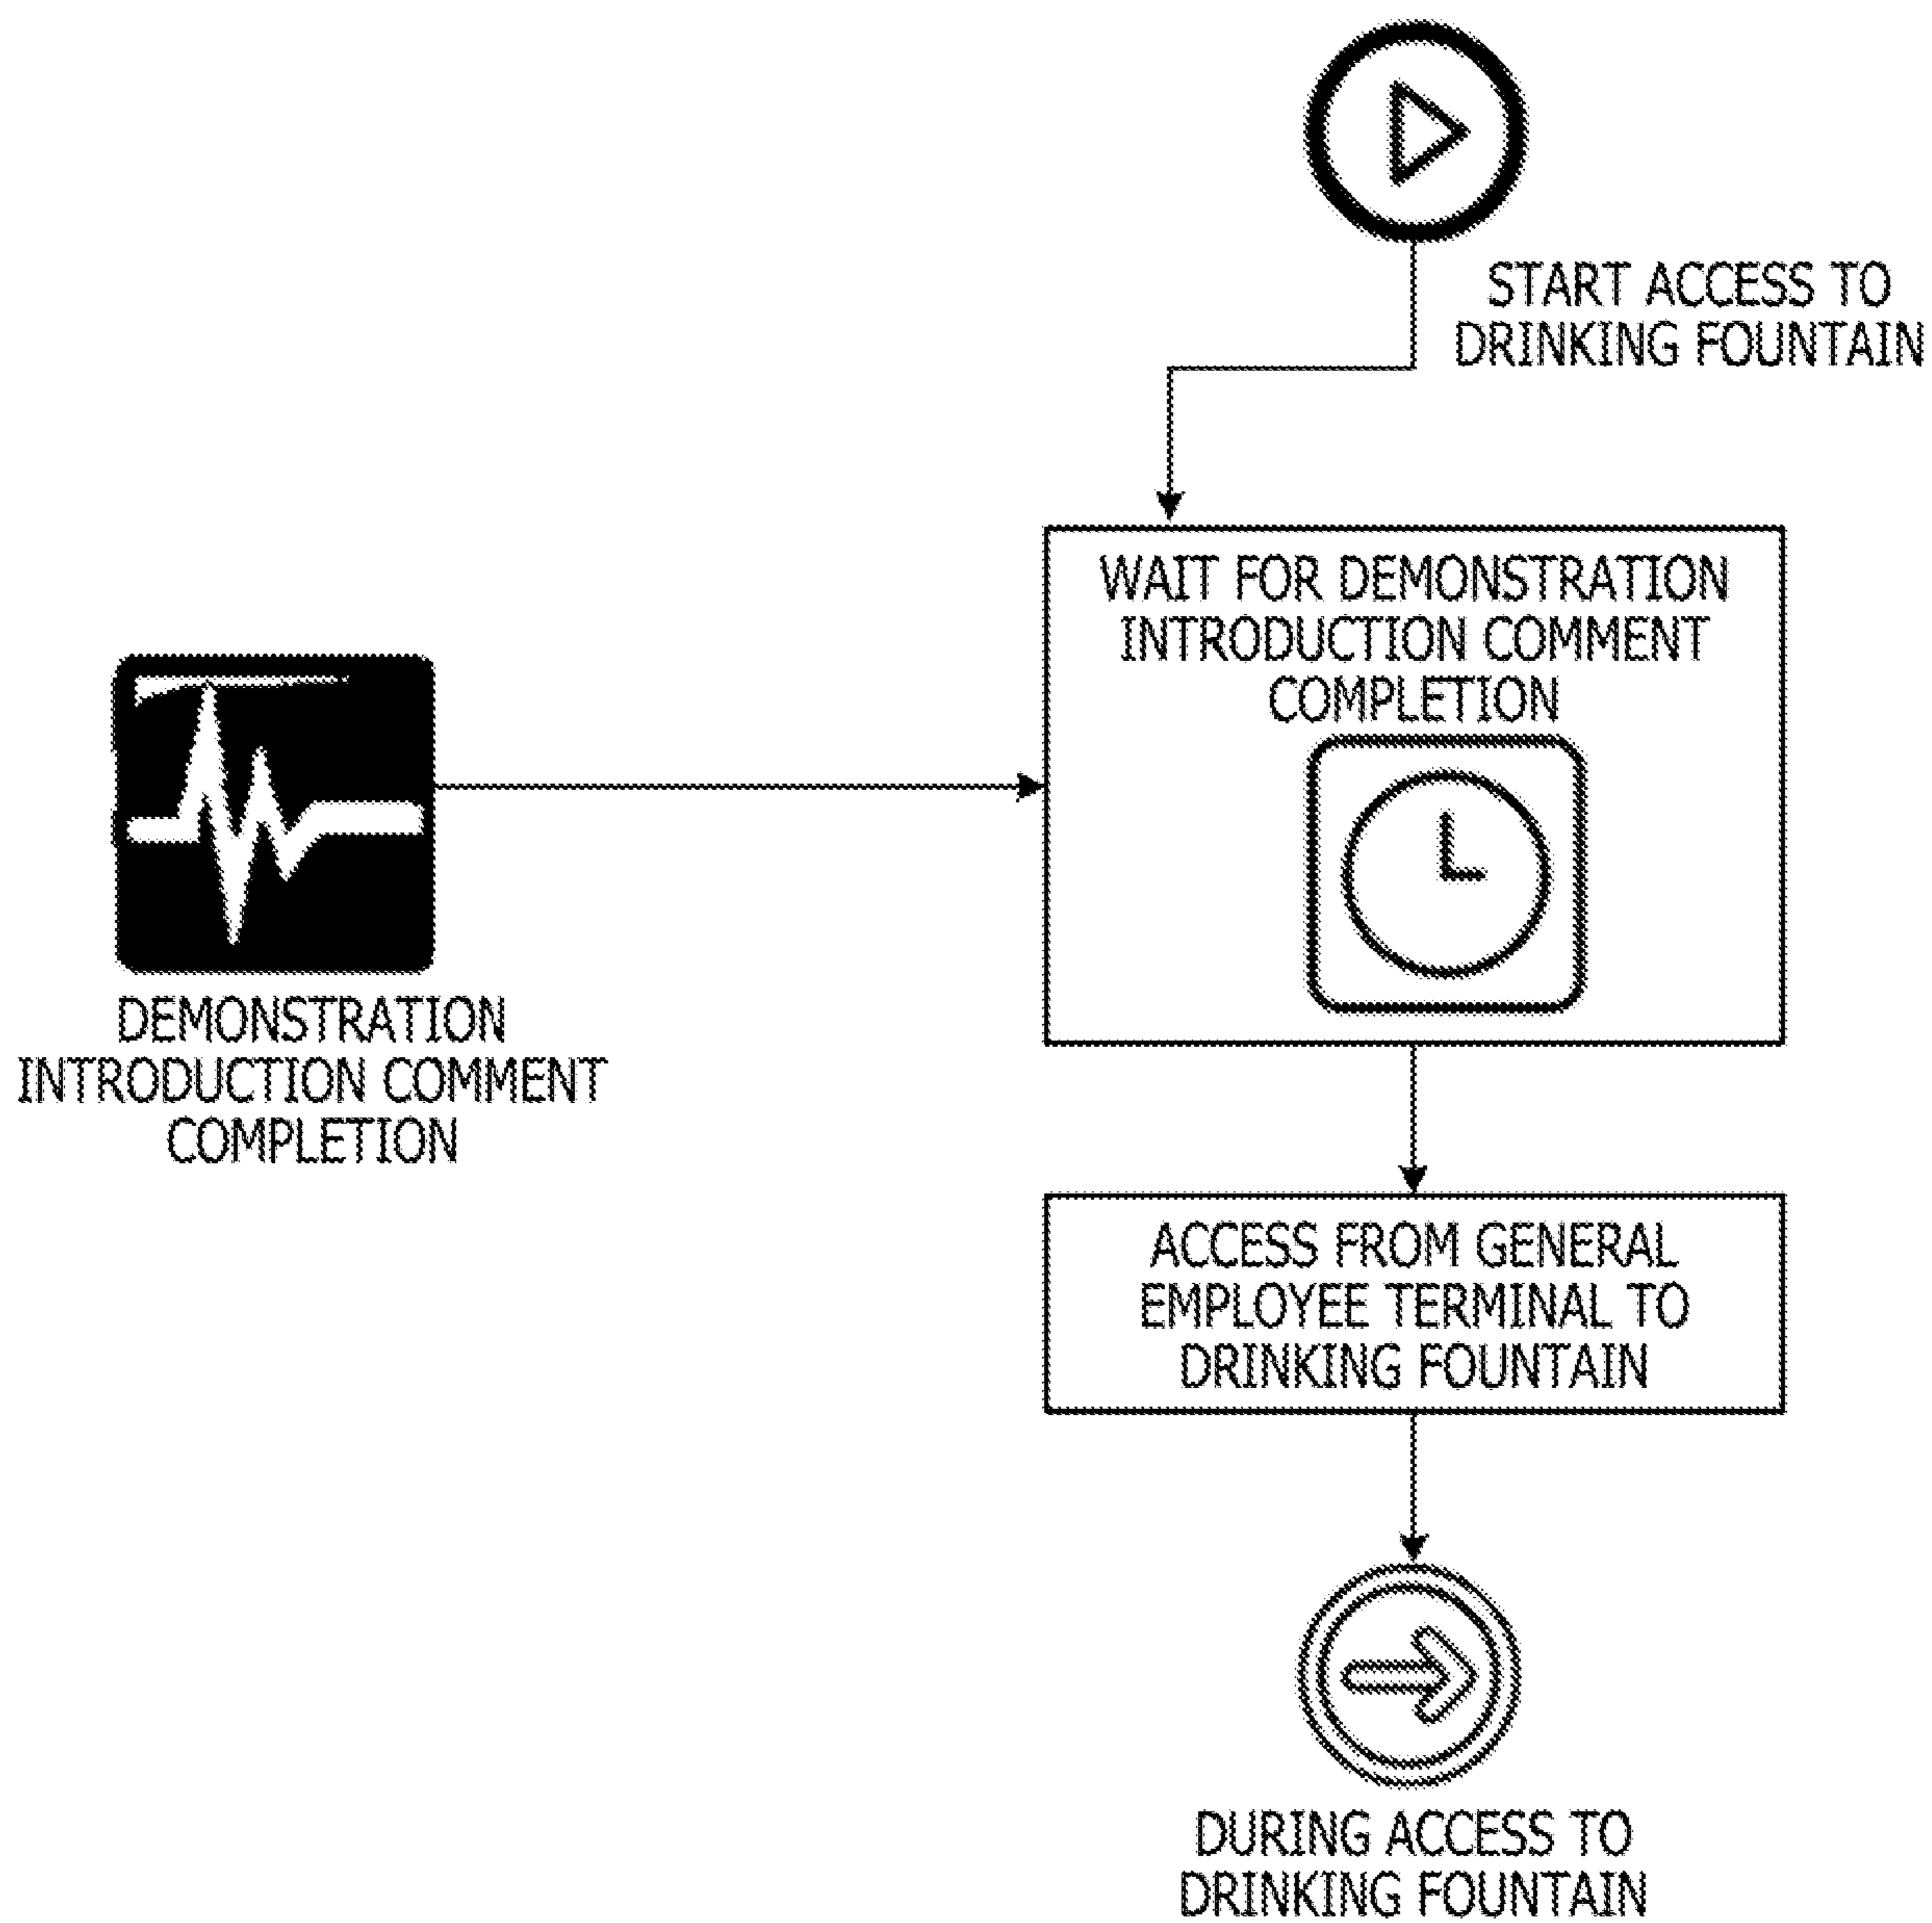 START ACCESS TO
DRINKING FOUNTAIN
WAIT FOR DEMONSTRATION
INTRODUCTION COMMENT
COMPLETION
DEMONSTRATION
INTRODUCTION COMMENT
COMPLETION
ACCESS FROM GENERAL
EMPLOYEE TERMINAL TO
DRINKING FOUNTAIN
DURING ACCESS TO
DRINKING FOUNTAIN